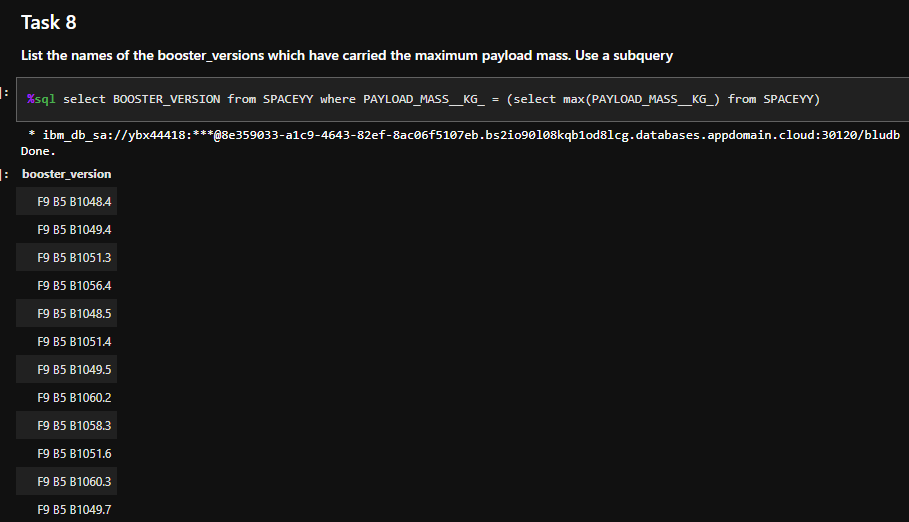 Task 8
List the names of the booster_versions which have carried the maximum payload mass. Use a subquery
]: %sql select BOOSTER_VERSION from SPACEYY where PAYLOAD_MASS__KG_ = (select max(PAYLOAD_MASS__KG_) from SPACEYY)
* ibm_db_sa://ybx44418:***@8e359033-a1c9-4643-82ef-8ac06f5107eb.bs2io90l08kqb1od8lcg.databases.appdomain.cloud:30120/bludb
Done.
]: booster_version
F9 B5 B1048.4
F9 B5 B1049.4
F9 B5 B1051.3
F9 B5 B1056.4
F9 B5 B1048.5
F9 B5 B1051.4
F9 B5 B1049.5
F9 B5 B1060.2
F9 B5 B1058.3
F9 B5 B1051.6
F9 B5 B1060.3
F9 B5 B1049.7